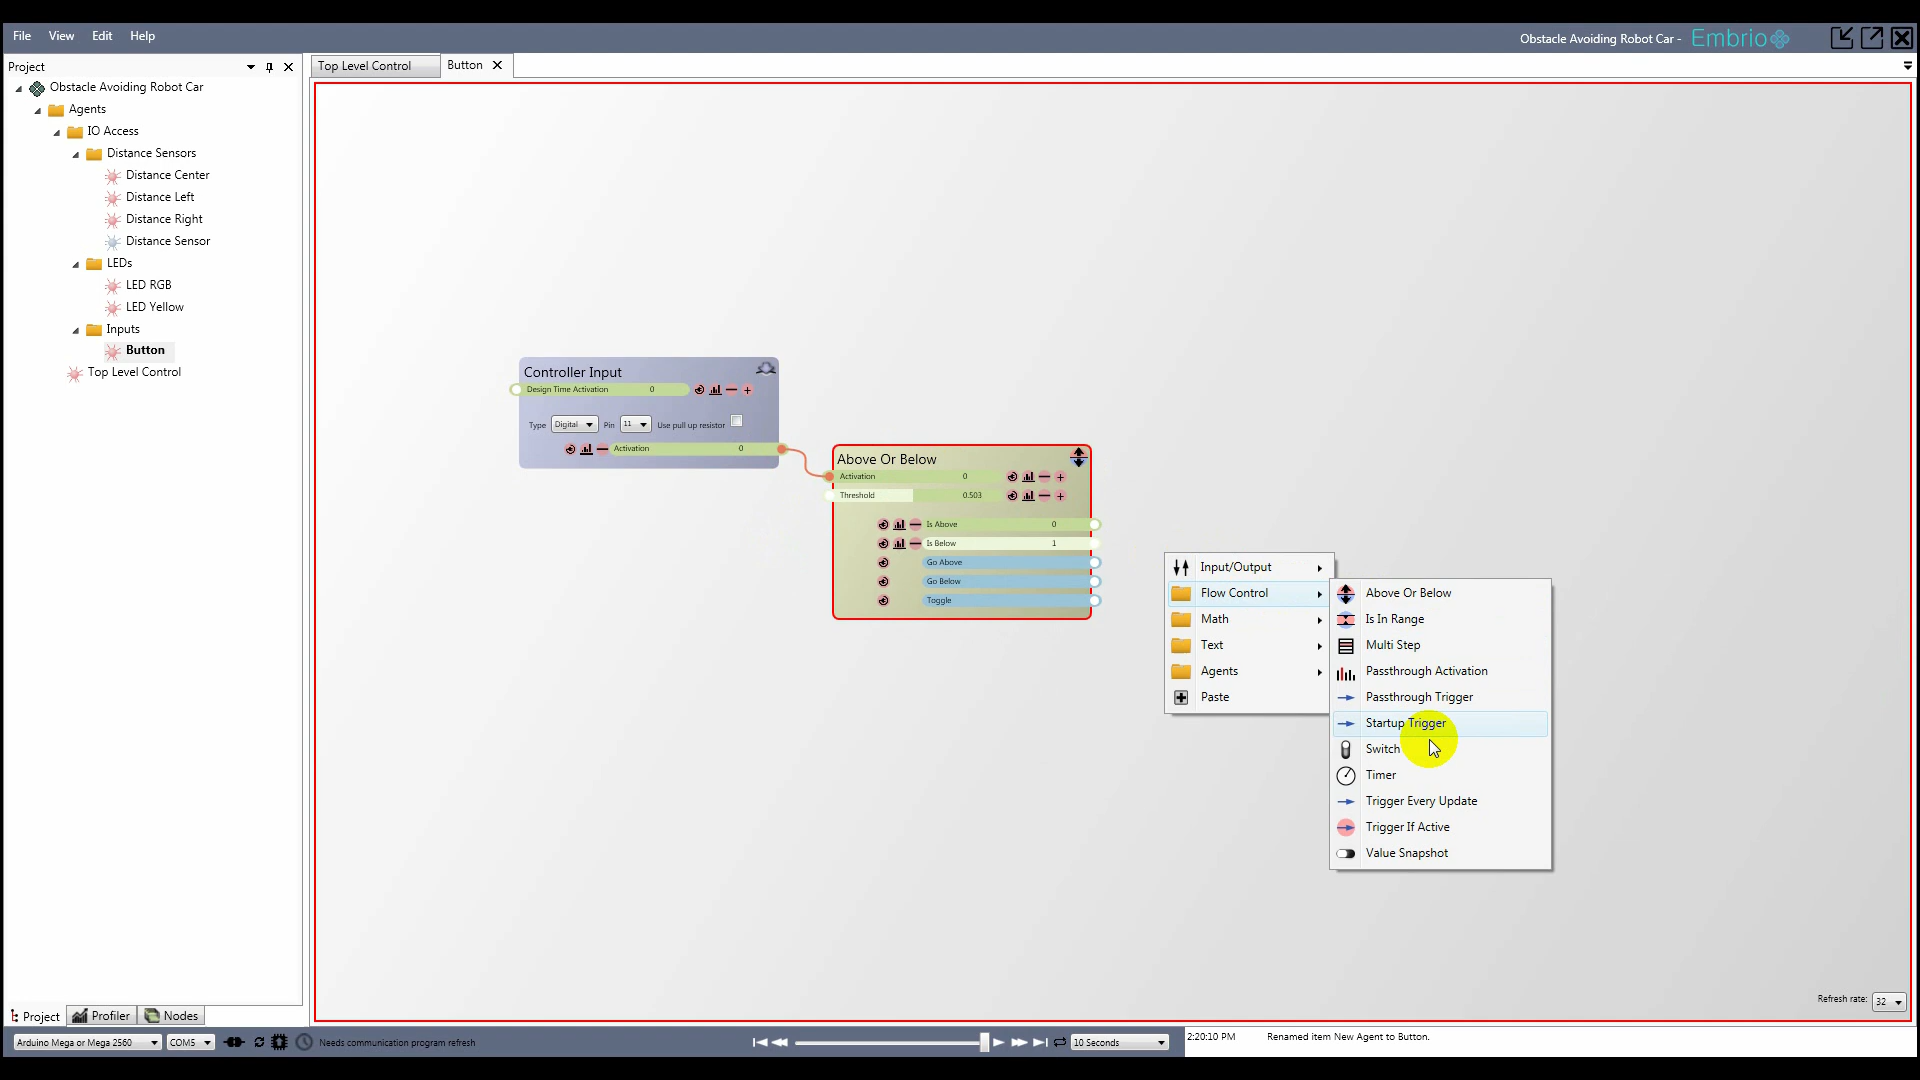 File View Edit Help
Obstacle Avoiding Robot Car - Embrio
Project
Obstacle Avoiding Robot Car
Agents
IO Access
Distance Sensors
Distance Center
Distance Left
Distance Right
Distance Sensor
LEDs
LED RGB
LED Yellow
Inputs
Button
Top Level Control
Top Level Control
Button
Controller Input
Design Time Activation 0
Type Digital Pin 11 Use pull up resistor
Activation 0
Above Or Below
Activation 0
Threshold 0.503
Is Above 0
Is Below 1
Go Above
Go Below
Toggle
Input/Output
Flow Control
Math
Text
Agents
Paste
Above Or Below
Is In Range
Multi Step
Passthrough Activation
Passthrough Trigger
Startup Trigger
Switch
Timer
Trigger Every Update
Trigger If Active
Value Snapshot
Refresh rate: 32
Project Profiler Nodes
Arduino Mega or Mega 2560 COM5 Needs communication program refresh
10 Seconds
2:20:10 PM Renamed item New Agent to Button.